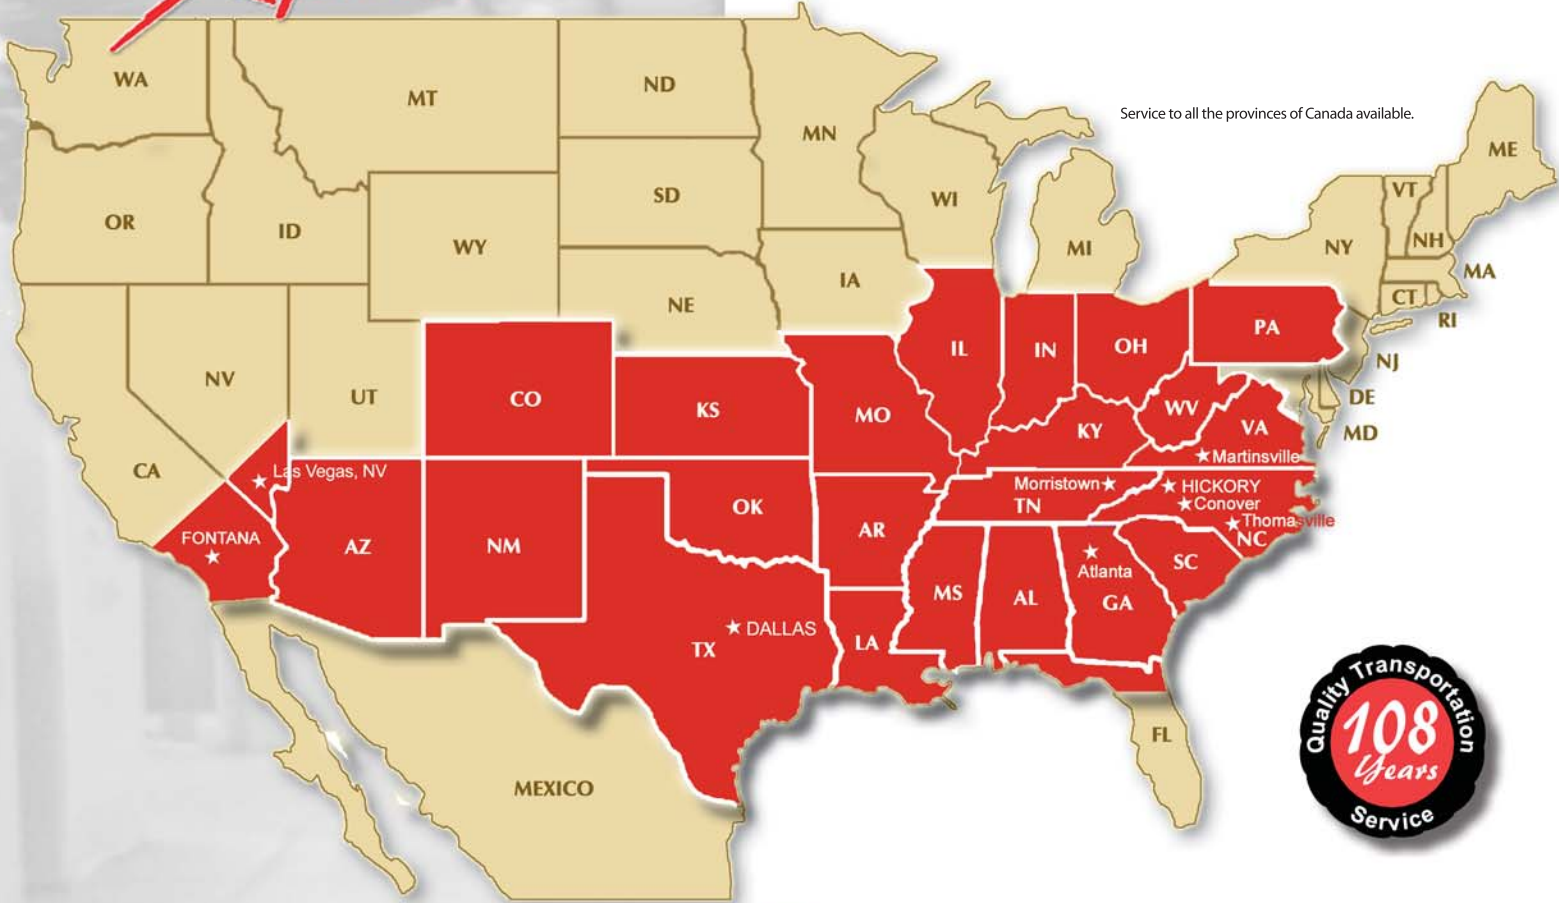 WA
MT
ND
MN
Service to all the provinces of Canada available.
ME
OR
ID
WY
SD
WI
MI
VT
NH
NY
MA
CT
RI
NE
IA
PA
NJ
NV
UT
CO
KS
MO
IL
IN
OH
DE
MD
CA
Las Vegas, NV
KY
WV
VA
Martinsville
FONTANA
AZ
NM
OK
AR
Morristown
TN
HICKORY
Conover
Thomasville
NC
Atlanta
SC
MS
AL
GA
TX
DALLAS
LA
FL
MEXICO
Quality Transportation
108
Years
Service